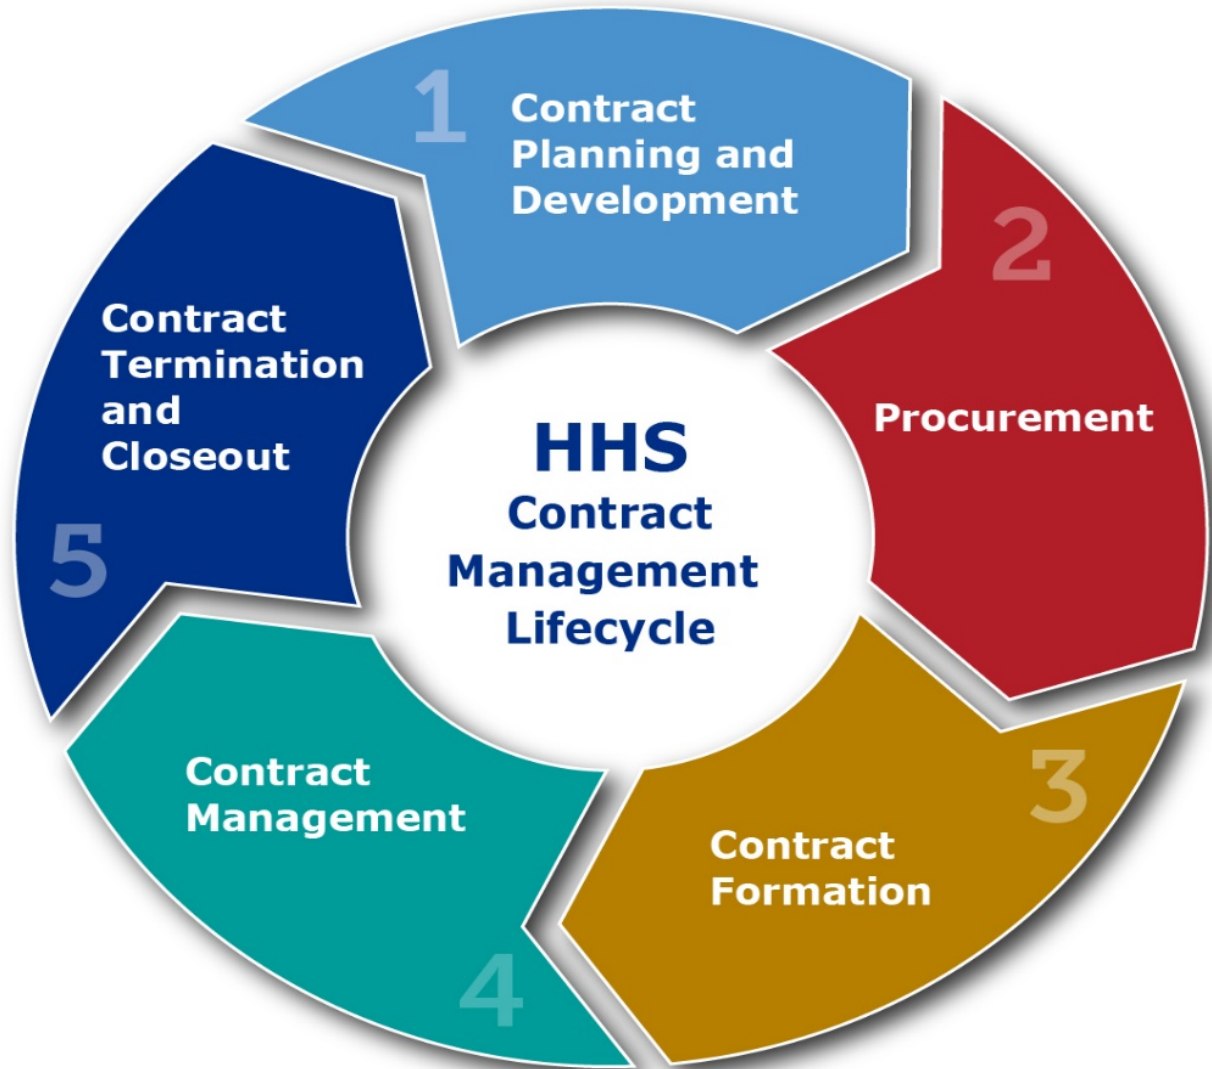 1
Contract
Planning and
Development
2
Procurement
3
Contract
Formation
4
Contract
Management
5
Contract
Termination
and
Closeout
HHS
Contract
Management
Lifecycle